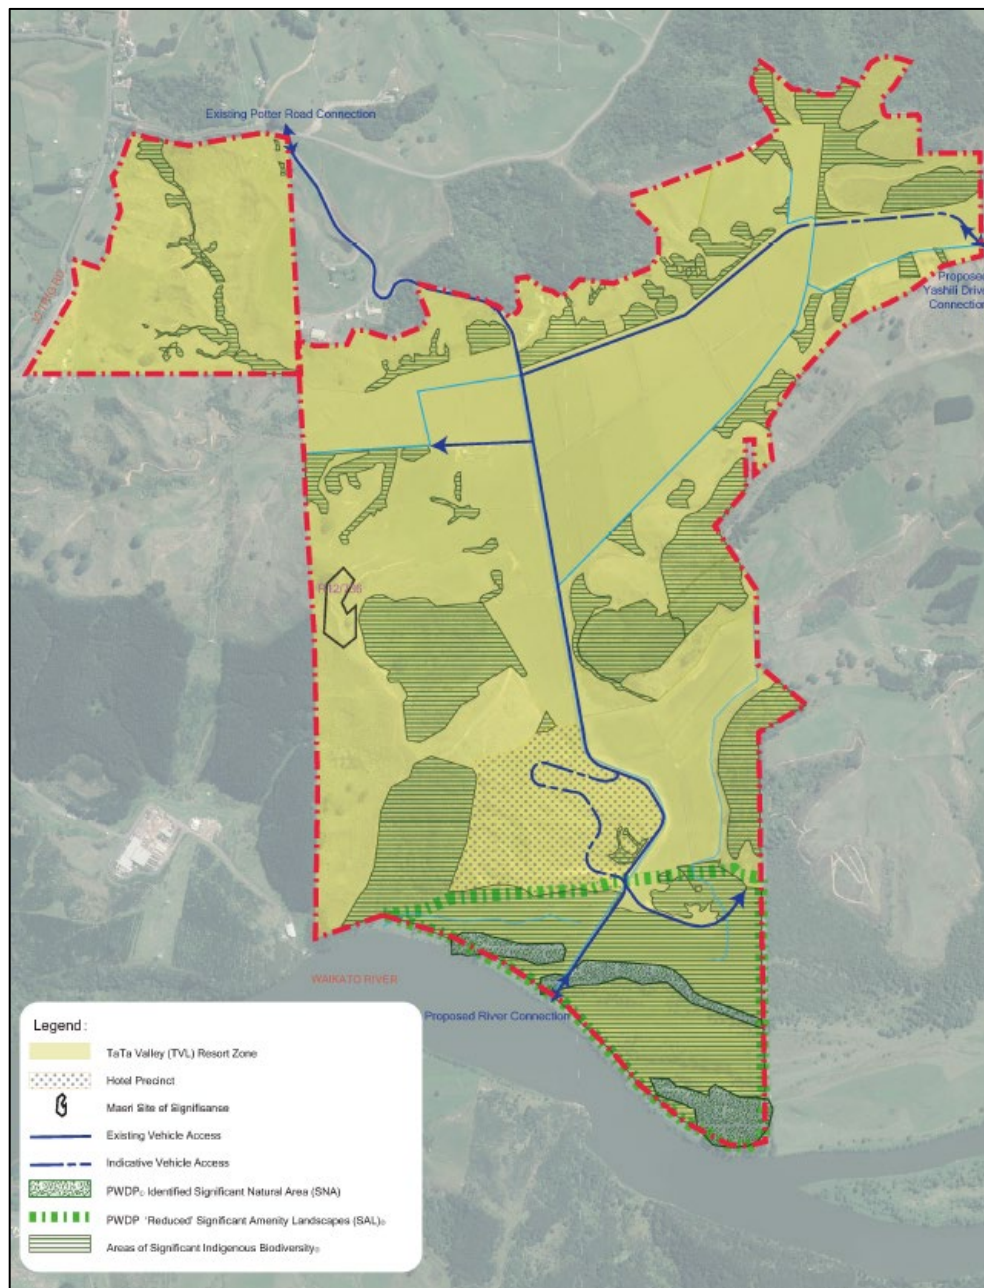 Existing Potter Road Connection
Proposed
Yashili Drive
Connection
WAIKATO RIVER
Proposed River Connection
Legend :
TaTa Valley (TVL) Resort Zone
Hotel Precinct
Maori Site of Signifisanse
Existing Vehicle Access
Indicative Vehicle Access
PWDP Identified Significant Natural Area (SNA)
PWDP 'Reduced' Significant Amenity Landscapes (SAL)
Areas of Significant Indigenous Biodiversity